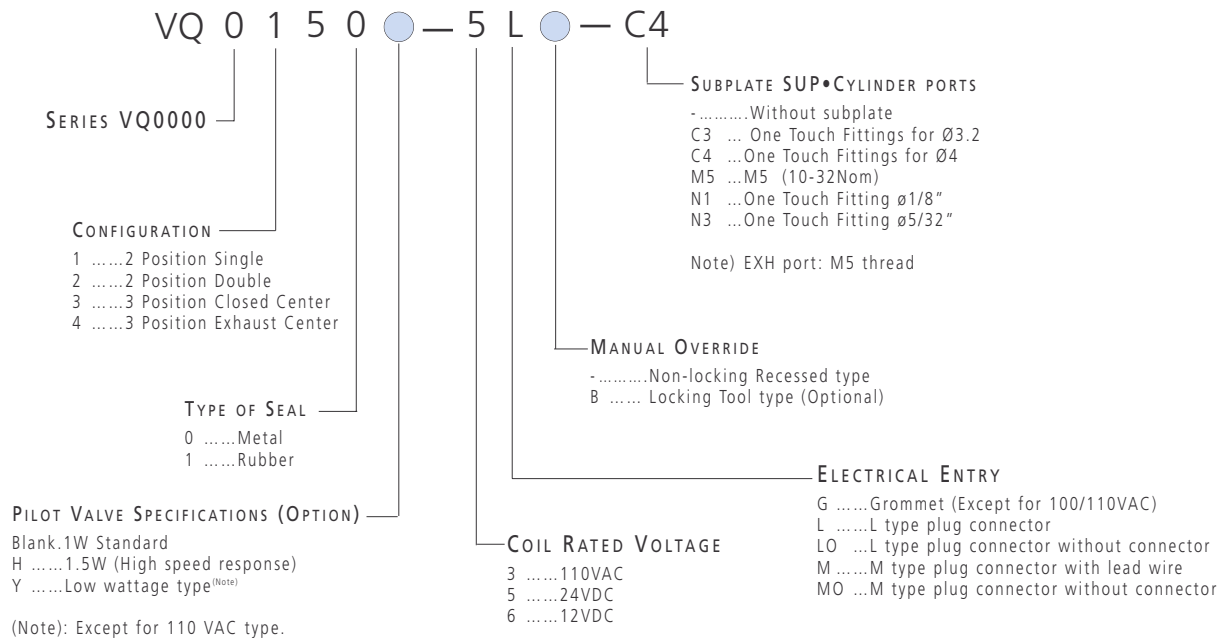 VQ 0 1 5 0 — 5 L — C4
SUBPLATE SUP•CYLINDER PORTS
- ..........Without subplate
C3 ... One Touch Fittings for Ø3.2
C4 ...One Touch Fittings for Ø4
M5 ...M5 (10-32Nom)
N1 ...One Touch Fitting ø1/8"
N3 ...One Touch Fitting ø5/32"
Note) EXH port: M5 thread
SERIES VQ0000
CONFIGURATION
1 ......2 Position Single
2 ......2 Position Double
3 ......3 Position Closed Center
4 ......3 Position Exhaust Center
MANUAL OVERRIDE
- ..........Non-locking Recessed type
B ...... Locking Tool type (Optional)
TYPE OF SEAL
0 ......Metal
1 ......Rubber
ELECTRICAL ENTRY
G ......Grommet (Except for 100/110VAC)
L ......L type plug connector
LO ...L type plug connector without connector
M ......M type plug connector with lead wire
MO ...M type plug connector without connector
PILOT VALVE SPECIFICATIONS (OPTION)
Blank.1W Standard
H ......1.5W (High speed response)
Y ......Low wattage type(Note)
(Note): Except for 110 VAC type.
COIL RATED VOLTAGE
3 ......110VAC
5 ......24VDC
6 ......12VDC